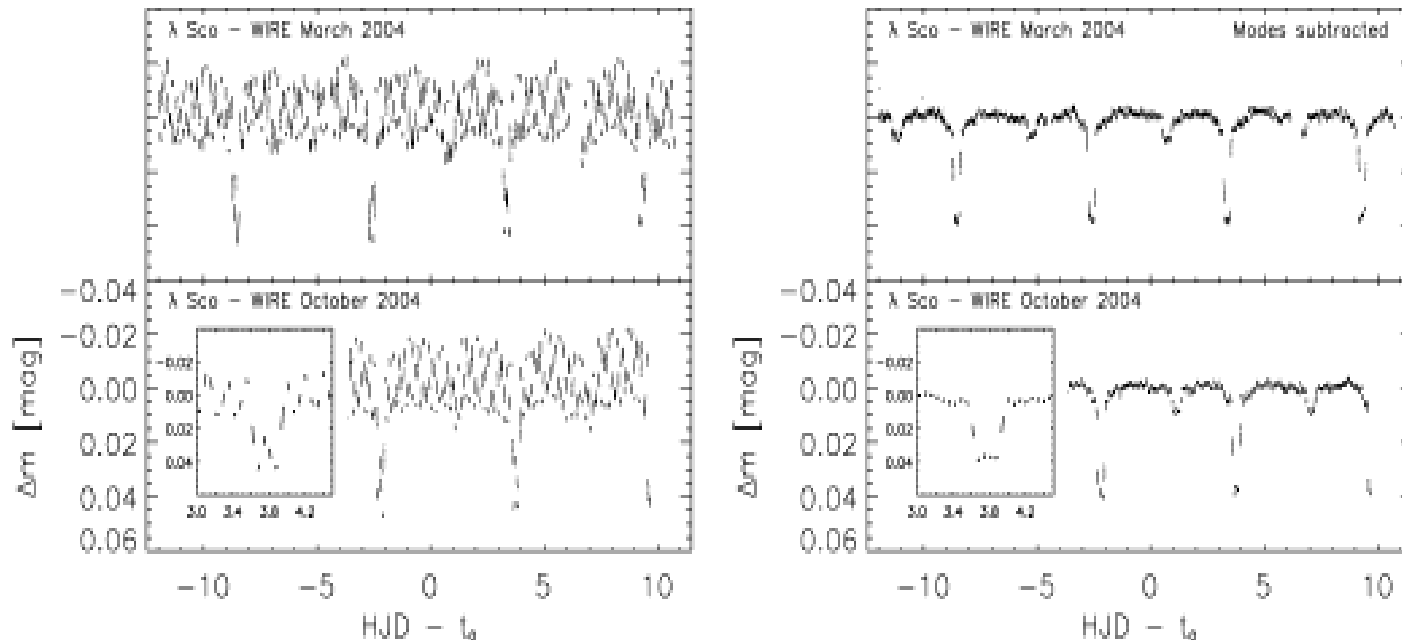 λ Sco - WIRE March 2004
λ Sco - WIRE March 2004 Modes subtracted
-0.04
-0.02
0.00
0.02
0.04
0.06
Δm [mag]
λ Sco - WIRE October 2004
-0.02
0.00
0.02
0.04
3.0 3.4 3.8 4.2
-10 -5 0 5 10
HJD - t₀
-0.04
-0.02
0.00
0.02
0.04
0.06
Δm [mag]
λ Sco - WIRE October 2004
-0.02
0.00
0.02
0.04
3.0 3.4 3.8 4.2
-10 -5 0 5 10
HJD - t₀